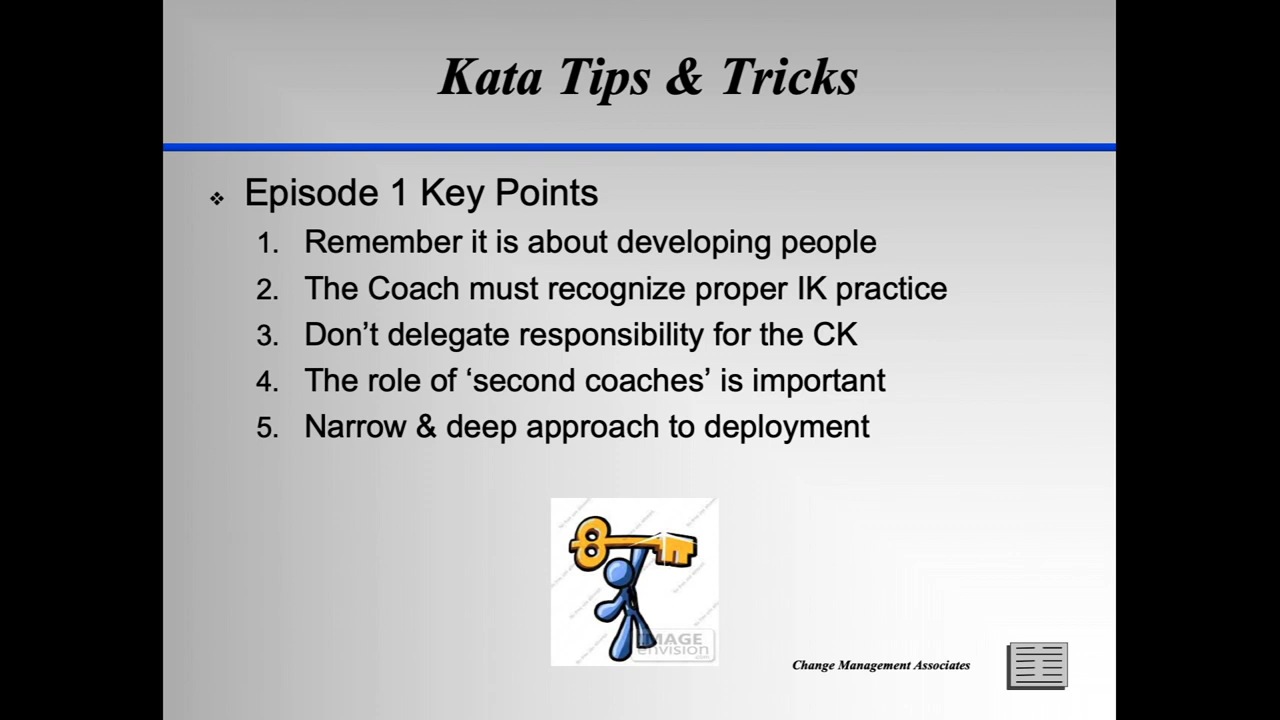 Kata Tips & Tricks
❖ Episode 1 Key Points
1. Remember it is about developing people
2. The Coach must recognize proper IK practice
3. Don’t delegate responsibility for the CK
4. The role of ‘second coaches’ is important
5. Narrow & deep approach to deployment
IMAGE
envision
Change Management Associates